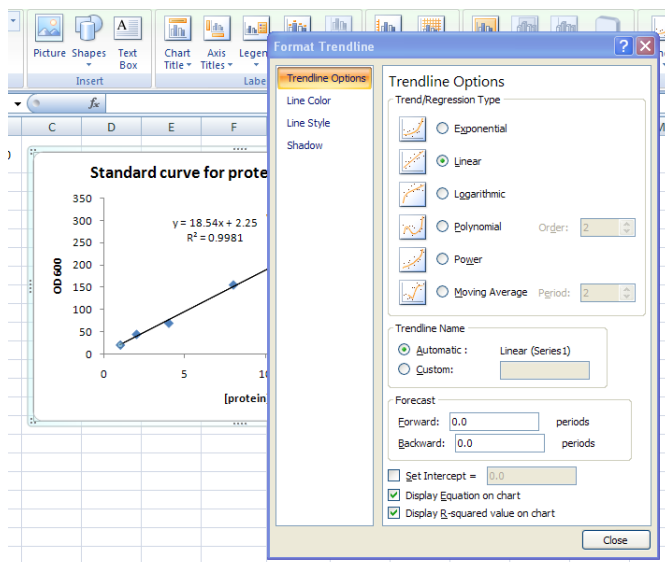 Picture Shapes Text Box
Chart Title Axis Titles Legen
Insert
Labe
fx
C D E F
Standard curve for prote
350
300
250
200
150
100
50
0
y = 18.54x + 2.25
R² = 0.9981
OD 600
0 5 10
[protein
Format Trendline
Trendline Options
Line Color
Line Style
Shadow
Trendline Options
Trend/Regression Type
Exponential
Linear
Logarithmic
Polynomial Order: 2
Power
Moving Average Period: 2
Trendline Name
Automatic : Linear (Series1)
Custom:
Forecast
Forward: 0.0 periods
Backward: 0.0 periods
Set Intercept = 0.0
Display Equation on chart
Display R-squared value on chart
Close